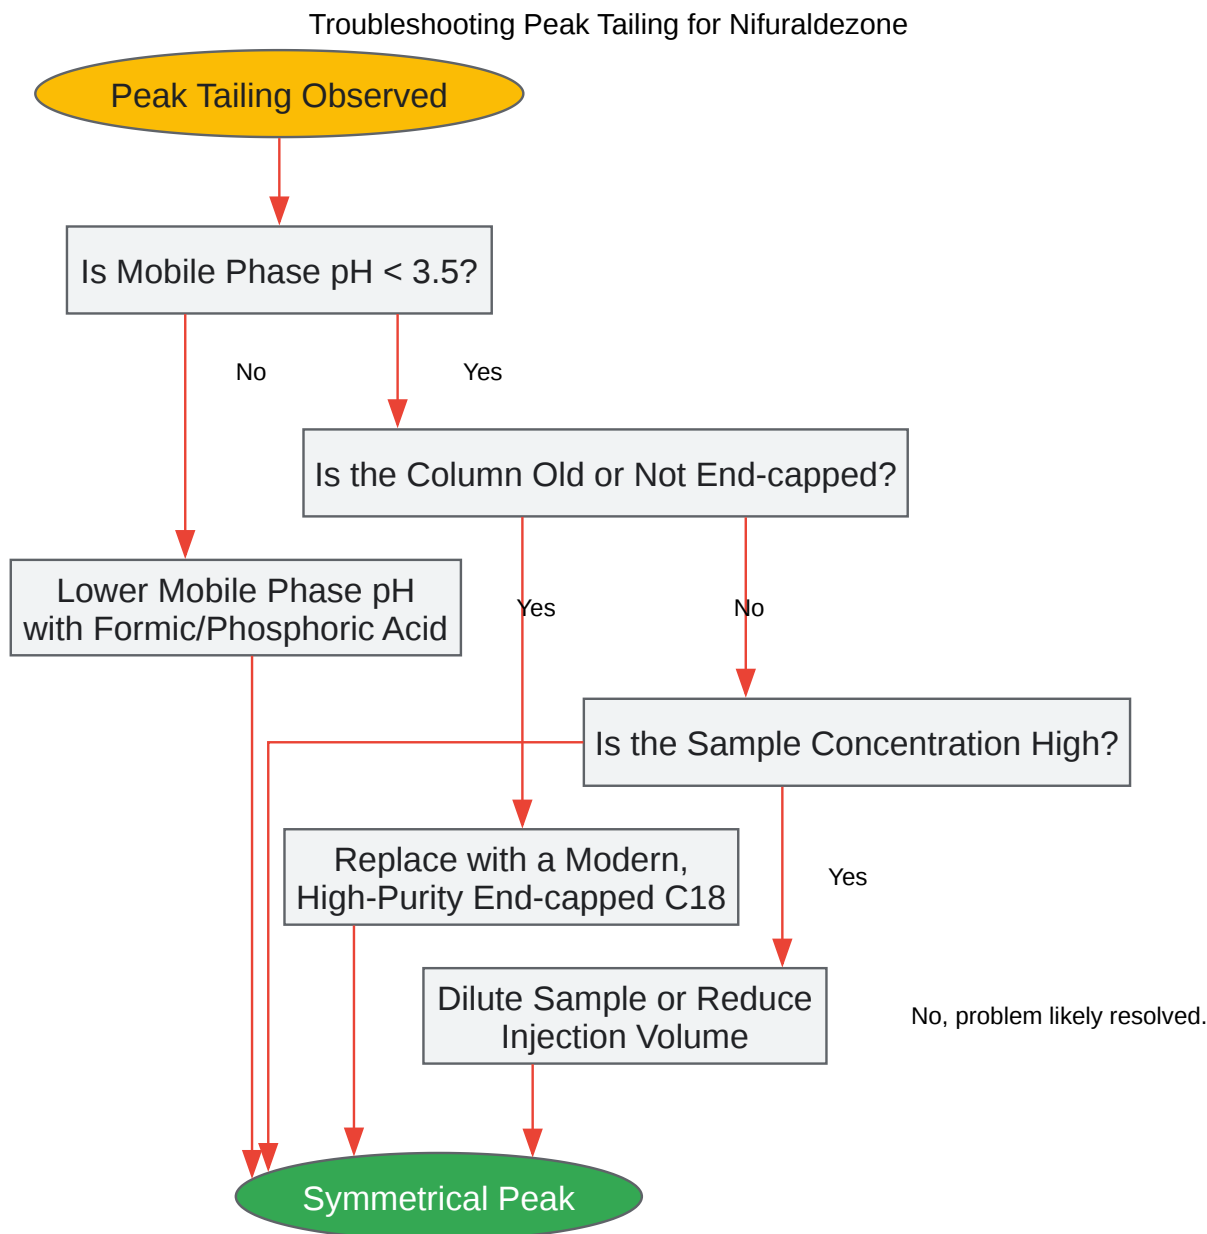 Troubleshooting Peak Tailing for Nifuraldezone
Peak Tailing Observed
Is Mobile Phase pH < 3.5?
No
Yes
Is the Column Old or Not End-capped?
Lower Mobile Phase pH
with Formic/Phosphoric Acid
Yes
No
Is the Sample Concentration High?
Replace with a Modern,
High-Purity End-capped C18
Yes
Dilute Sample or Reduce
Injection Volume
No, problem likely resolved.
Symmetrical Peak